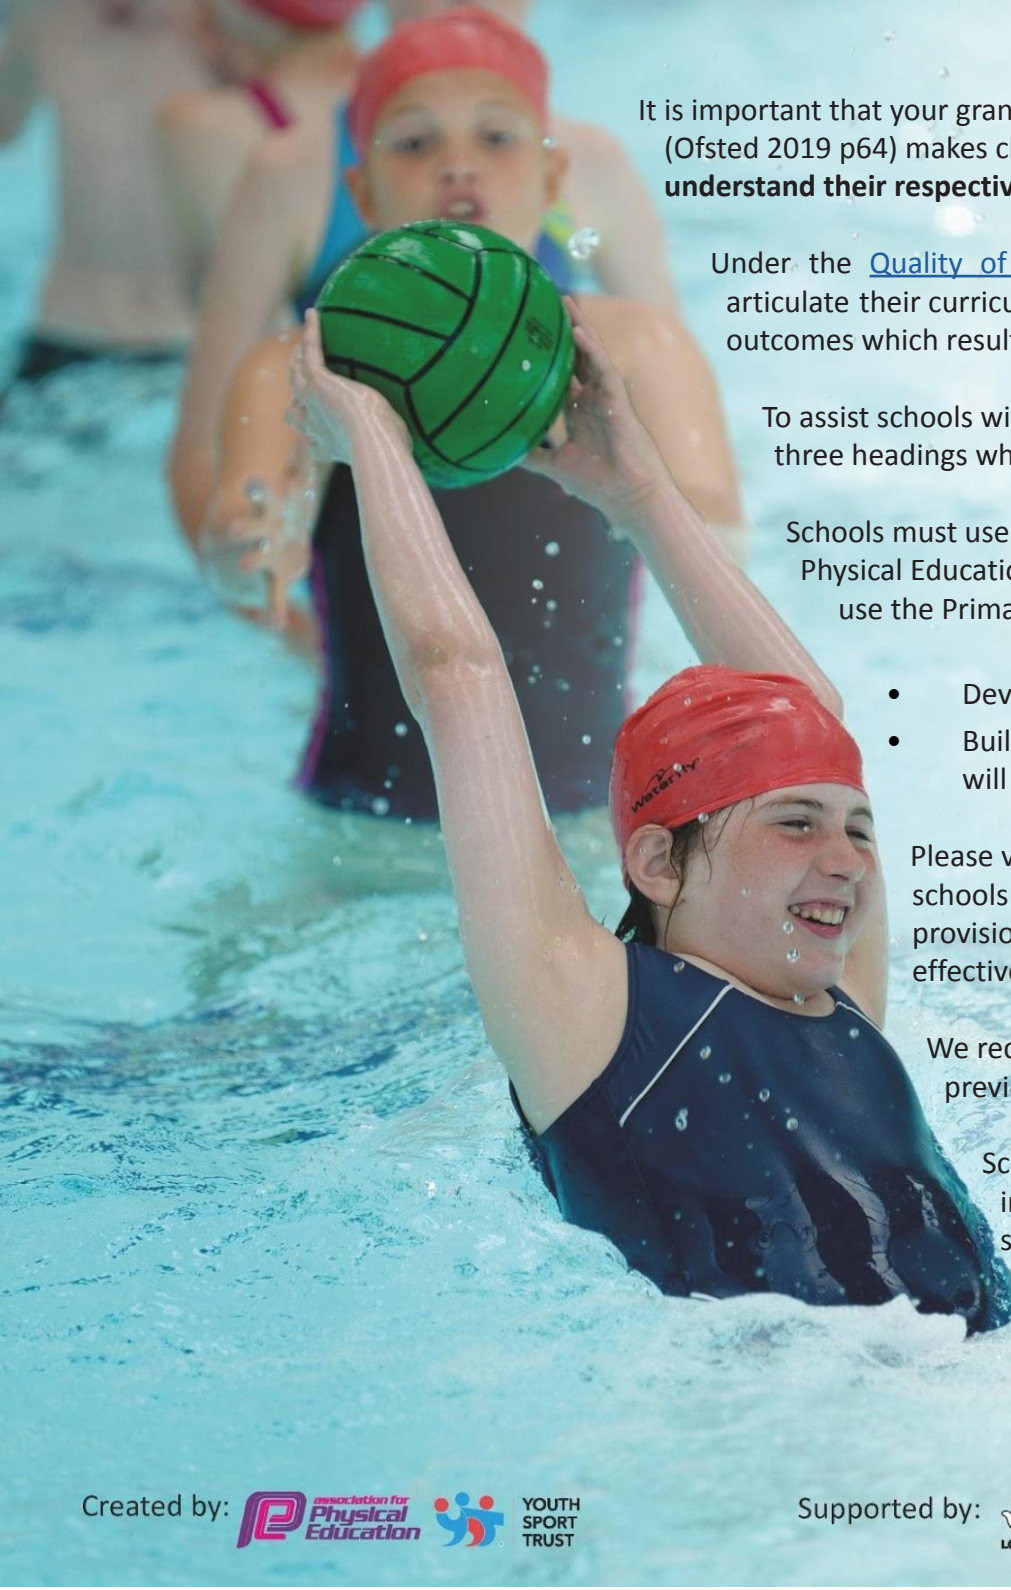 It is important that your gran
(Ofsted 2019 p64) makes cl
understand their respectiv
Under the Quality of
articulate their curricu
outcomes which result
To assist schools wi
three headings wh
Schools must use
Physical Educatio
use the Prima
• Dev
• Buil
will
Please v
schools
provisio
effective
We rec
previ
Sc
in
s
Waterfly
Created by:
association for
Physical
Education
YOUTH
SPORT
TRUST
Supported by: